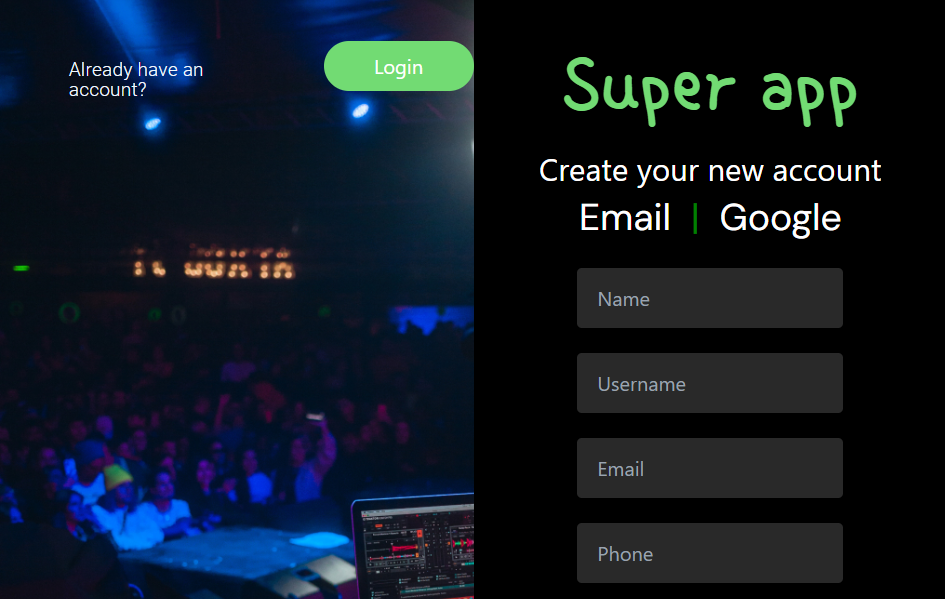 Already have an
account?
Login
Super app
Create your new account
Email | Google
Name
Username
Email
Phone